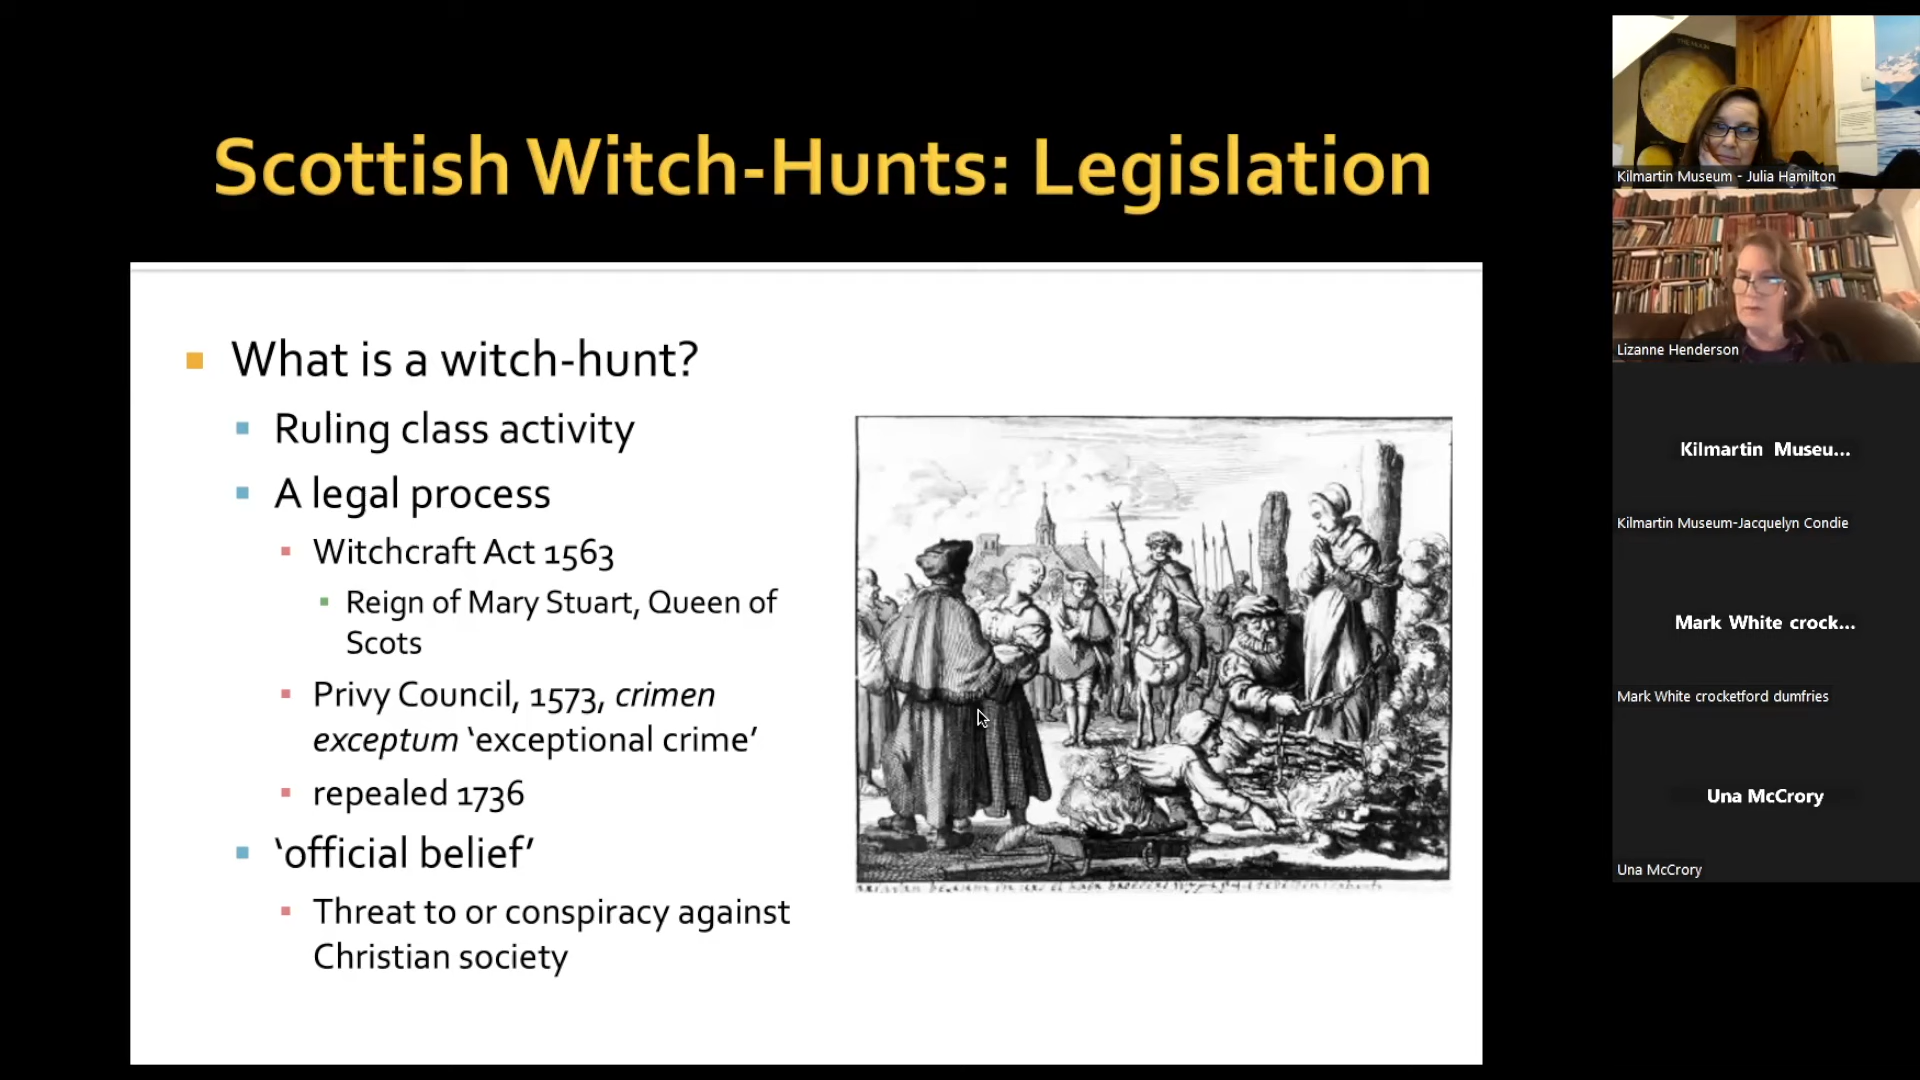 Scottish Witch-Hunts: Legislation
What is a witch-hunt?
Ruling class activity
A legal process
Witchcraft Act 1563
Reign of Mary Stuart, Queen of
Scots
Privy Council, 1573, crimen
exceptum ‘exceptional crime’
repealed 1736
‘official belief’
Threat to or conspiracy against
Christian society
THE MOON
Kilmartin Museum - Julia Hamilton
Lizanne Henderson
Kilmartin Museu...
Kilmartin Museum-Jacquelyn Condie
Mark White crock...
Mark White crocketford dumfries
Una McCrory
Una McCrory